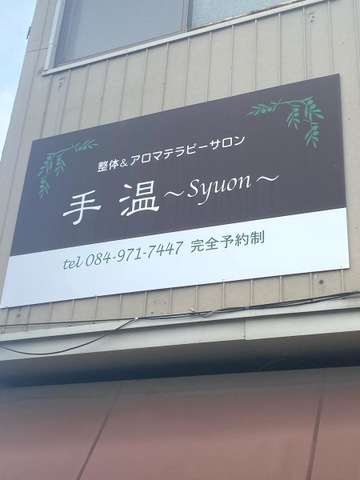 整体&アロマテラピーサロン
手温～Syuon～
tel 084-971-7447 完全予約制